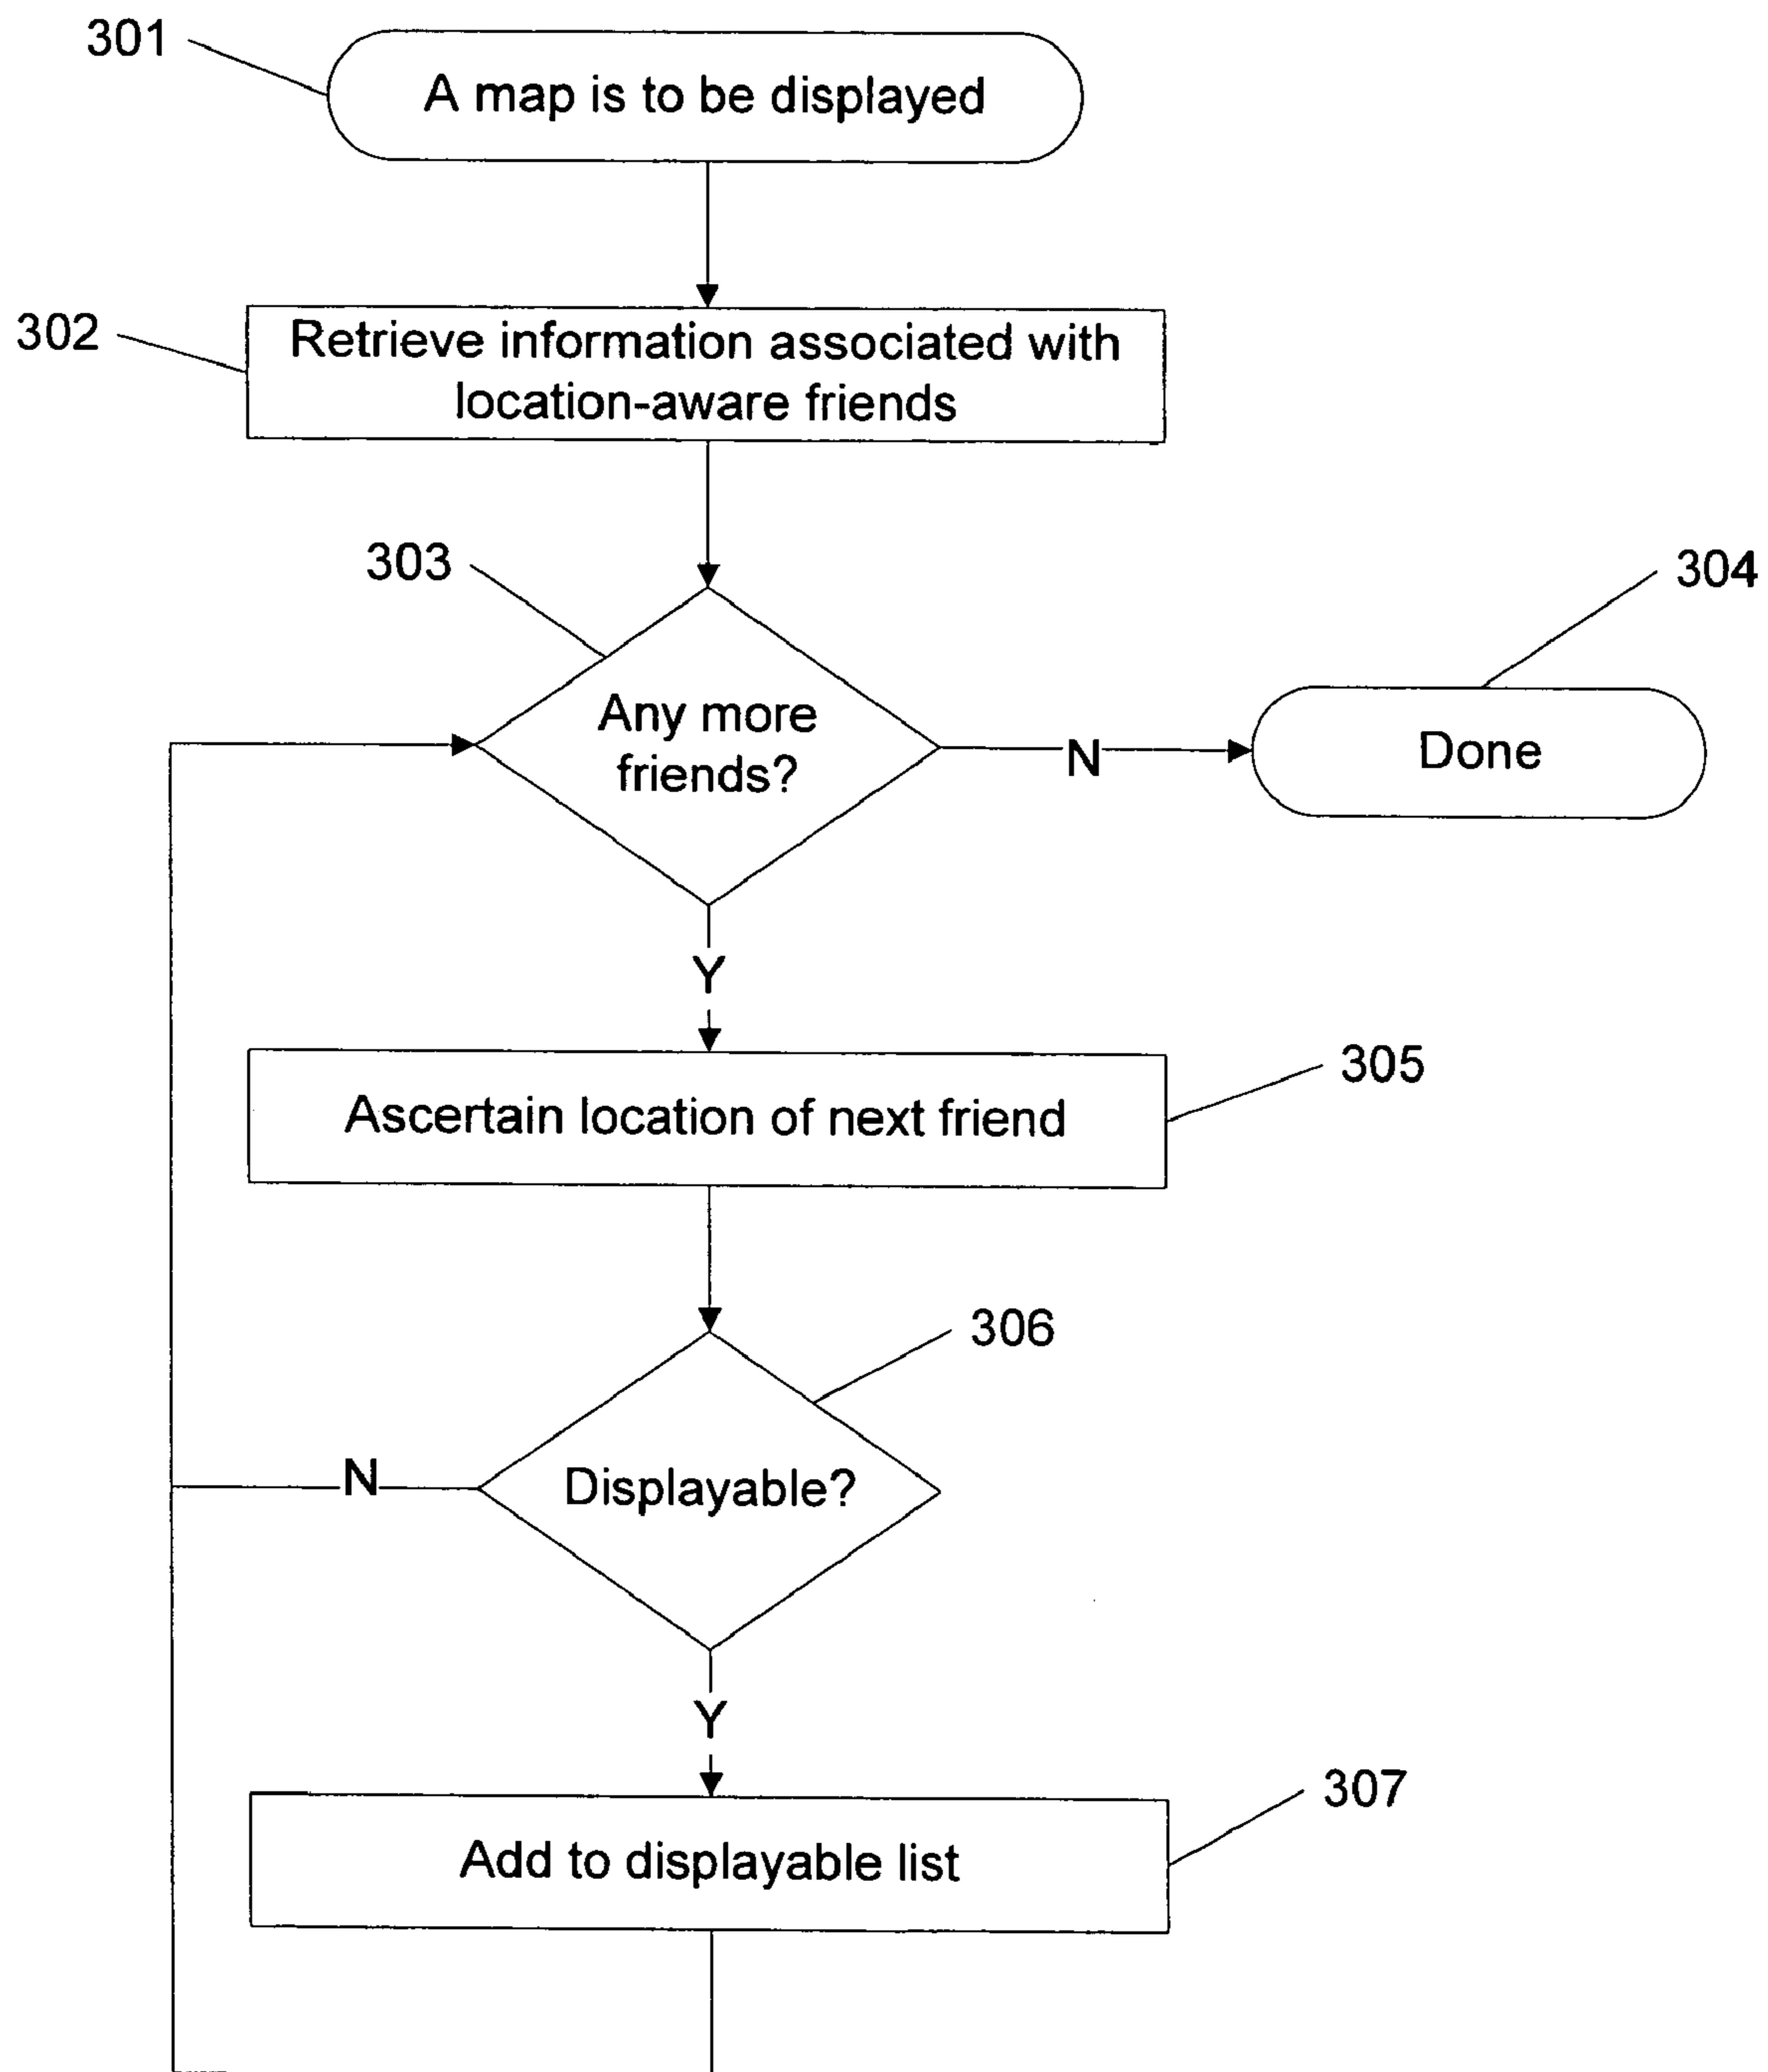 301
A map is to be displayed
302
Retrieve information associated with
location-aware friends
303
304
Any more
friends?
N
Done
Y
305
Ascertain location of next friend
306
Displayable?
N
Y
307
Add to displayable list